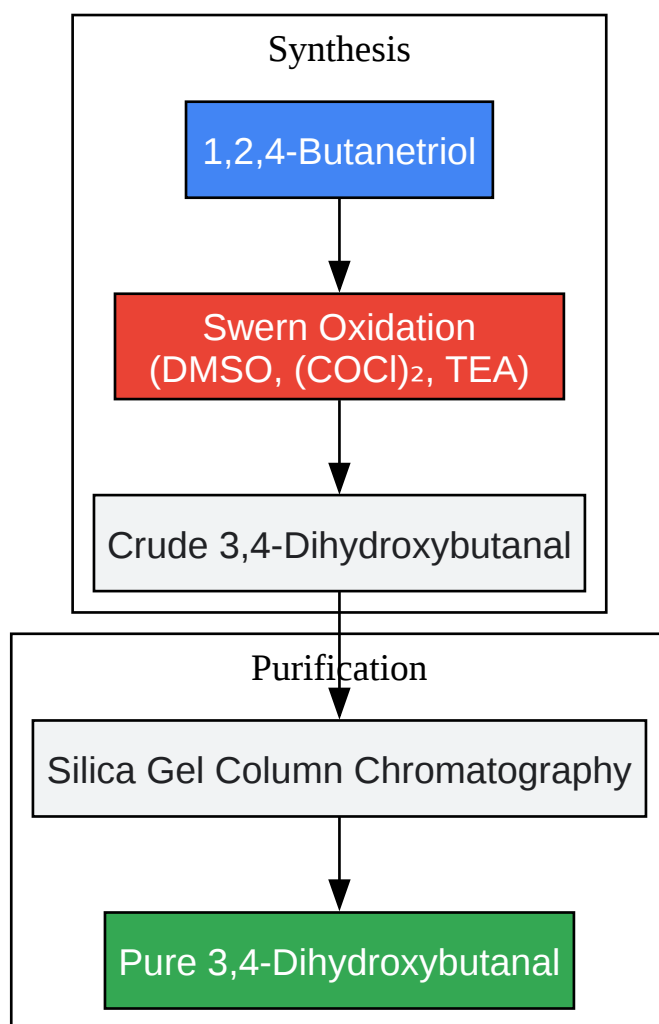 Synthesis
1,2,4-Butanetriol
Swern Oxidation
(DMSO, (COCl)₂, TEA)
Crude 3,4-Dihydroxybutanal
Purification
Silica Gel Column Chromatography
Pure 3,4-Dihydroxybutanal